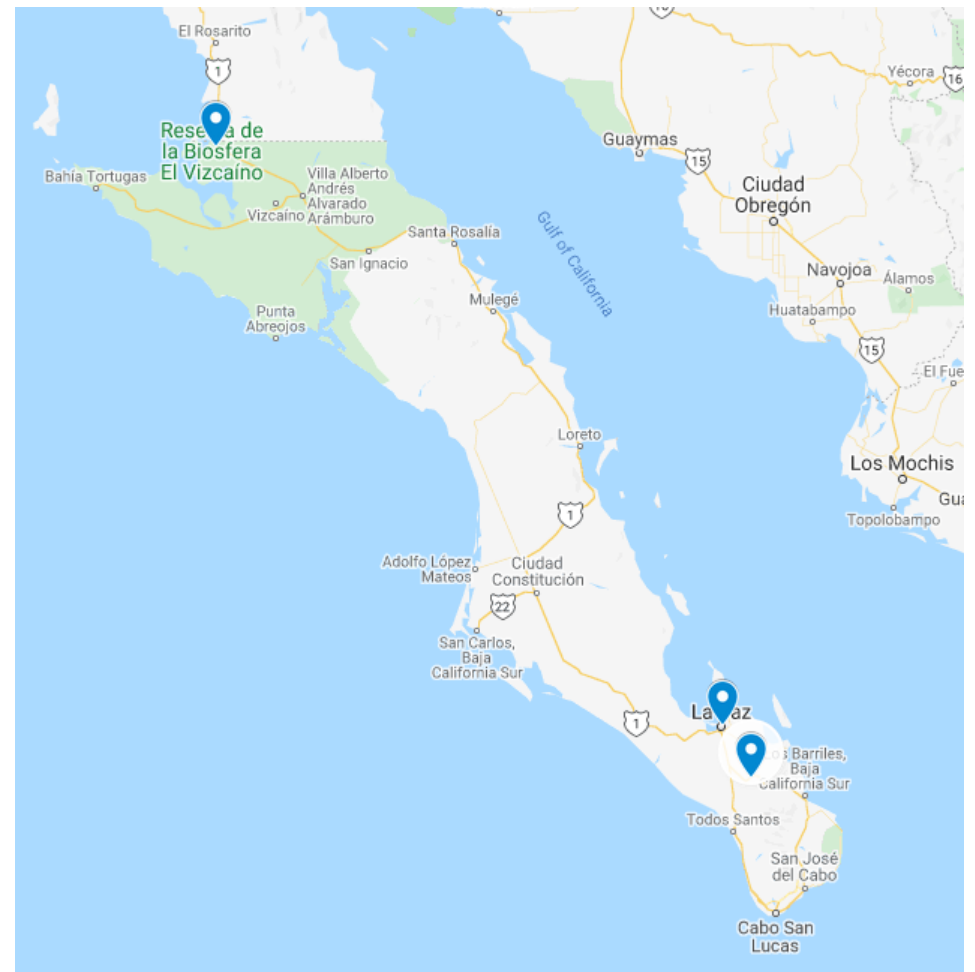 El Rosarito
1
16
Yécora
16
Reserva de
la Biosfera
El Vizcaíno
Guaymas
15
Bahía Tortugas
Villa Alberto
Andrés
Alvarado
Arámburo
Vizcaíno
Ciudad
Obregón
Santa Rosalía
San Ignacio
Gulf of California
Navojoa
Álamos
Mulegé
Huatabampo
Punta
Abreojos
15
El Fue
Loreto
Los Mochis
Gua
1
Topolobampo
Adolfo López
Mateos
Ciudad
Constitución
22
San Carlos,
Baja
California Sur
La Paz
1
Los Barriles,
Baja
California Sur
Todos Santos
San José
del Cabo
Cabo San
Lucas